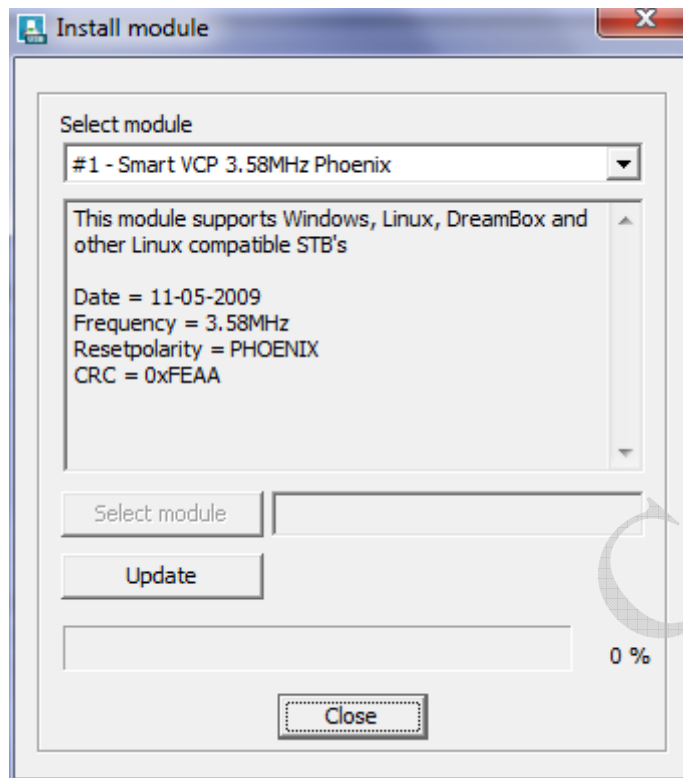 Install module
Select module
#1 - Smart VCP 3.58MHz Phoenix
This module supports Windows, Linux, DreamBox and
other Linux compatible STB's
Date = 11-05-2009
Frequency = 3.58MHz
Resetpolarity = PHOENIX
CRC = 0xFEAA
Select module
Update
0 %
Close